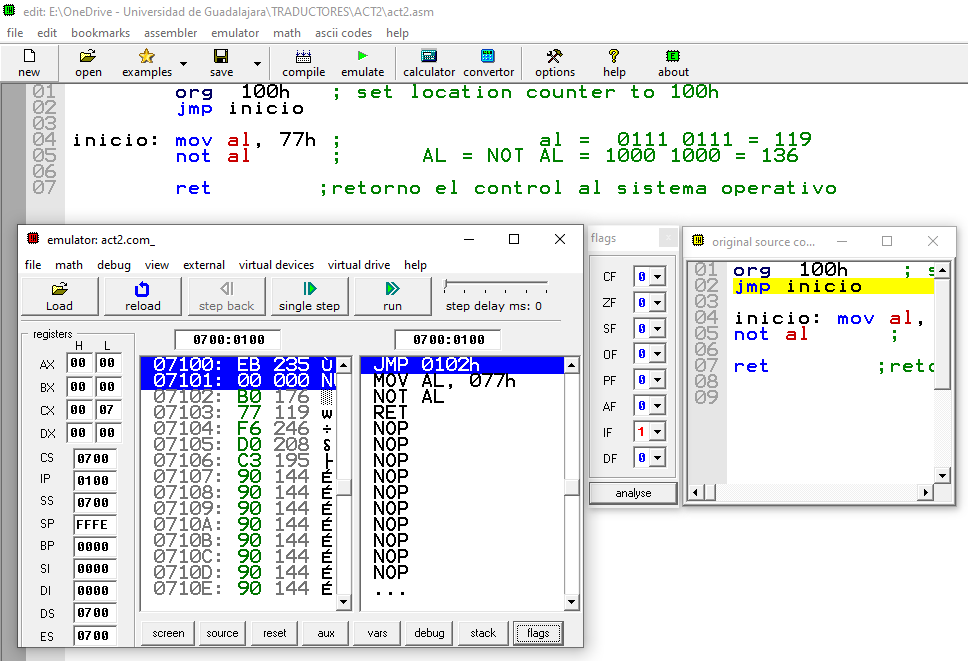 edit: E:\OneDrive - Universidad de Guadalajara\TRADUCTORES\ACT2\act2.asm
file edit bookmarks assembler emulator math ascii codes help
new open examples save compile emulate calculator convertor options help about
01 org 100h ; set location counter to 100h
02 jmp inicio
03
04 inicio: mov al, 77h ; al = 0111 0111 = 119
05 not al ; AL = NOT AL = 1000 1000 = 136
06
07 ret ;retorno el control al sistema operativo
emulator: act2.com_
file math debug view external virtual devices virtual drive help
Load reload step back single step run step delay ms: 0
registers
H L
AX 00 00
BX 00 00
CX 00 07
DX 00 00
CS 0700
IP 0100
SS 0700
SP FFFE
BP 0000
SI 0000
DI 0000
DS 0700
ES 0700
0700:0100
07100: EB 235 Ù
07101: 00 000 NU
07102: B0 176 ░
07103: 77 119 w
07104: F6 246 ÷
07105: D0 208
07106: C3 195 ├
07107: 90 144 É
07108: 90 144 É
07109: 90 144 É
0710A: 90 144 É
0710B: 90 144 É
0710C: 90 144 É
0710D: 90 144 É
0710E: 90 144 É
0700:0100
JMP 0102h
MOV AL, 077h
NOT AL
RET
NOP
NOP
NOP
NOP
NOP
NOP
NOP
NOP
NOP
NOP
...
screen source reset aux vars debug stack flags
flags
CF 0
ZF 0
SF 0
OF 0
PF 0
AF 0
IF 1
DF 0
analyse
original source co...
01 org 100h ; s
02 jmp inicio
03
04 inicio: mov al,
05 not al ;
06
07 ret ;reto
08
09